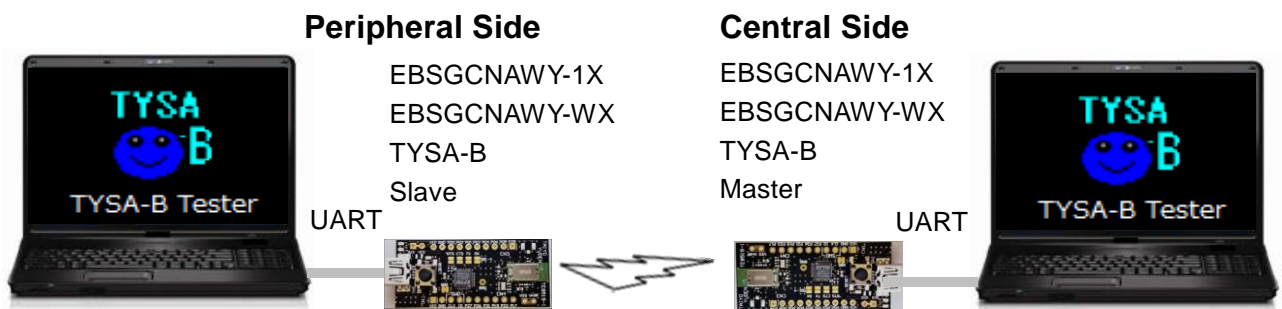 Peripheral Side
Central Side
EBSGCNAWY-1X
EBSGCNAWY-WX
TYSA-B
Slave
EBSGCNAWY-1X
EBSGCNAWY-WX
TYSA-B
Master
TYSA
-B
TYSA-B Tester
UART
UART
TYSA
-B
TYSA-B Tester